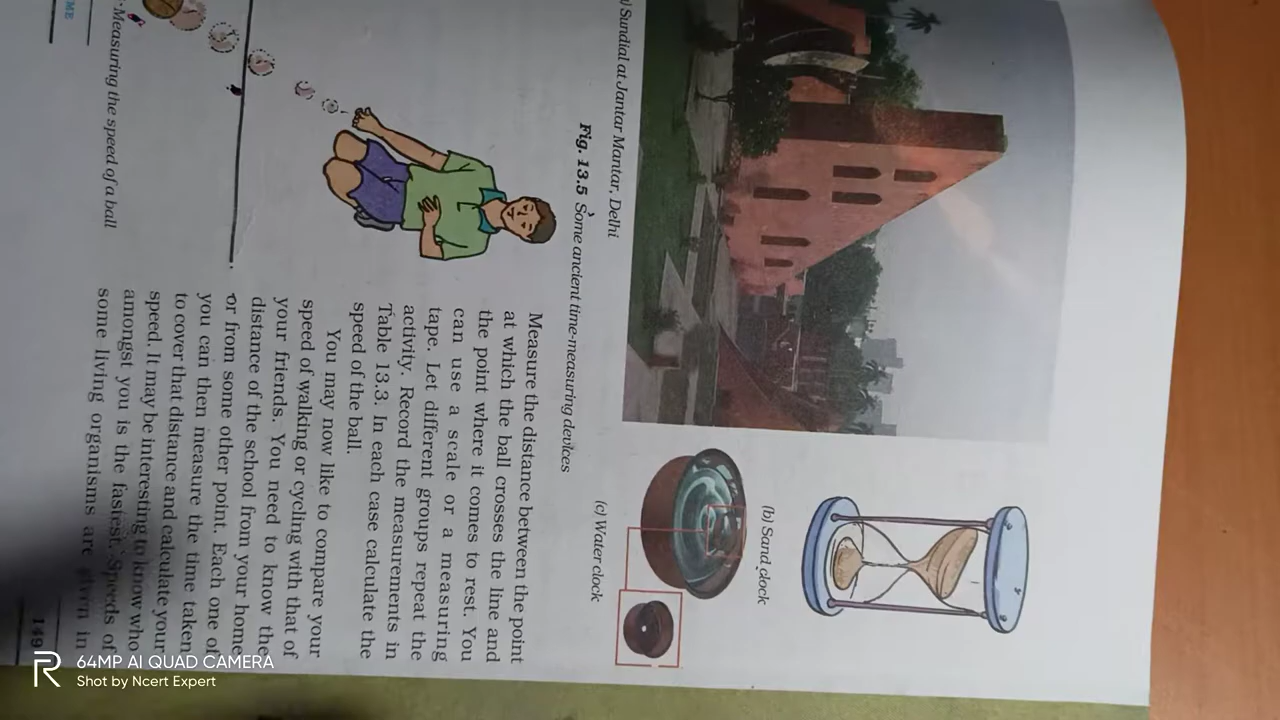 (b) Sand clock
(c) Water clock
) Sundial at Jantar Mantar, Delhi
Fig. 13.5 Some ancient time-measuring devices
Measuring the speed of a ball
Measure the distance between the point
at which the ball crosses the line and
the point where it comes to rest. You
can use a scale or a measuring
tape. Let different groups repeat the
activity. Record the measurements in
Table 13.3. In each case calculate the
speed of the ball.
You may now like to compare your
speed of walking or cycling with that of
your friends. You need to know the
distance of the school from your home
or from some other point. Each one of
you can then measure the time taken
to cover that distance and calculate your
speed. It may be interesting to know who
amongst you is the fastest. Speeds of
some living organisms are given in
ME
149
64MP AI QUAD CAMERA
Shot by Ncert Expert